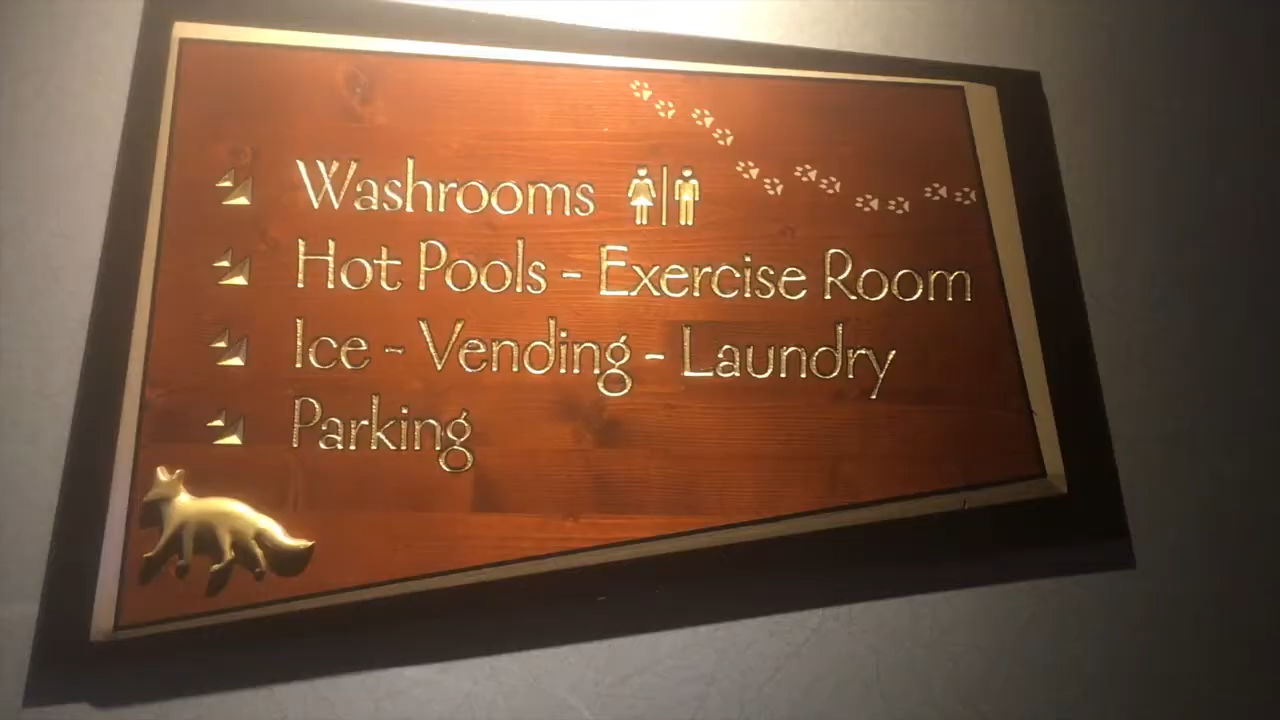 Washrooms
Hot Pools - Exercise Room
Ice - Vending - Laundry
Parking